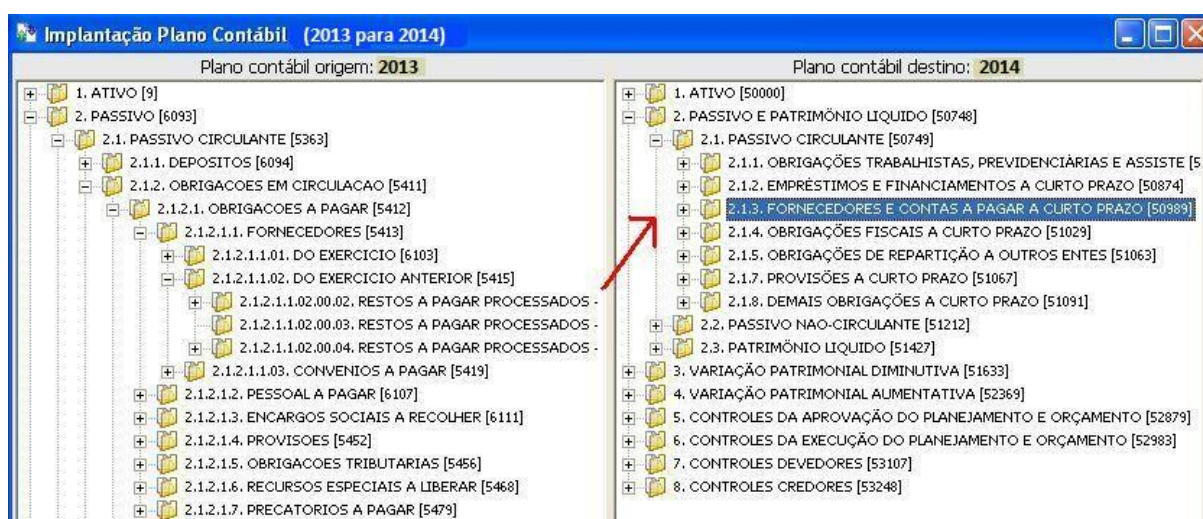 Implantação Plano Contábil (2013 para 2014)
Plano contábil origem: 2013
1. ATIVO [9]
2. PASSIVO [6093]
2.1. PASSIVO CIRCULANTE [5363]
2.1.1. DEPOSITOS [6094]
2.1.2. OBRIGACOES EM CIRCULACAO [5411]
2.1.2.1. OBRIGACOES A PAGAR [5412]
2.1.2.1.1. FORNECEDORES [5413]
2.1.2.1.1.01. DO EXERCICIO [6103]
2.1.2.1.1.02. DO EXERCICIO ANTERIOR [5415]
2.1.2.1.1.02.00.02. RESTOS A PAGAR PROCESSADOS -
2.1.2.1.1.02.00.03. RESTOS A PAGAR PROCESSADOS -
2.1.2.1.1.02.00.04. RESTOS A PAGAR PROCESSADOS -
2.1.2.1.1.03. CONVENIOS A PAGAR [5419]
2.1.2.1.2. PESSOAL A PAGAR [6107]
2.1.2.1.3. ENCARGOS SOCIAIS A RECOLHER [6111]
2.1.2.1.4. PROVISOES [5452]
2.1.2.1.5. OBRIGACOES TRIBUTARIAS [5456]
2.1.2.1.6. RECURSOS ESPECIAIS A LIBERAR [5468]
2.1.2.1.7. PRECATORIOS A PAGAR [5479]
Plano contábil destino: 2014
1. ATIVO [50000]
2. PASSIVO E PATRIMÔNIO LIQUIDO [50748]
2.1. PASSIVO CIRCULANTE [50749]
2.1.1. OBRIGAÇÕES TRABALHISTAS, PREVIDENCIÁRIAS E ASSISTE [5
2.1.2. EMPRÉSTIMOS E FINANCIAMENTOS A CURTO PRAZO [50874]
2.1.3. FORNECEDORES E CONTAS A PAGAR A CURTO PRAZO [50989]
2.1.4. OBRIGAÇÕES FISCAIS A CURTO PRAZO [51029]
2.1.5. OBRIGAÇÕES DE REPARTIÇÃO A OUTROS ENTES [51063]
2.1.7. PROVISÕES A CURTO PRAZO [51067]
2.1.8. DEMAIS OBRIGAÇÕES A CURTO PRAZO [51091]
2.2. PASSIVO NAO-CIRCULANTE [51212]
2.3. PATRIMÔNIO LIQUIDO [51427]
3. VARIAÇÃO PATRIMONIAL DIMINUTIVA [51633]
4. VARIAÇÃO PATRIMONIAL AUMENTATIVA [52369]
5. CONTROLES DA APROVAÇÃO DO PLANEJAMENTO E ORÇAMENTO [52879]
6. CONTROLES DA EXECUÇÃO DO PLANEJAMENTO E ORÇAMENTO [52983]
7. CONTROLES DEVEDORES [53107]
8. CONTROLES CREDORES [53248]